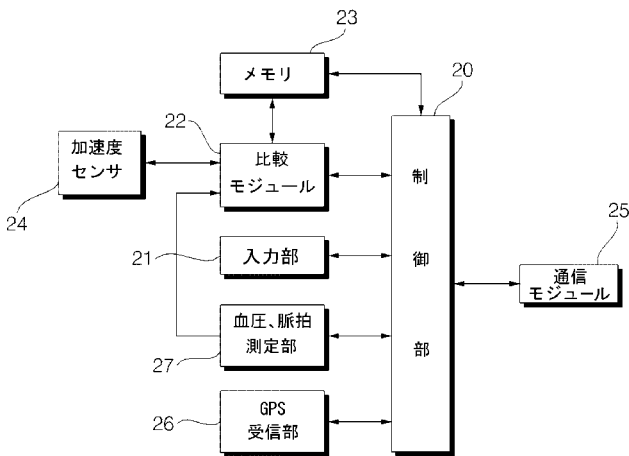 23
メモリ
20
22
加速度
センサ
24
比較
モジュール
制
御
部
21
入力部
25
通信
モジュール
血圧、脈拍
測定部
27
GPS
受信部
26